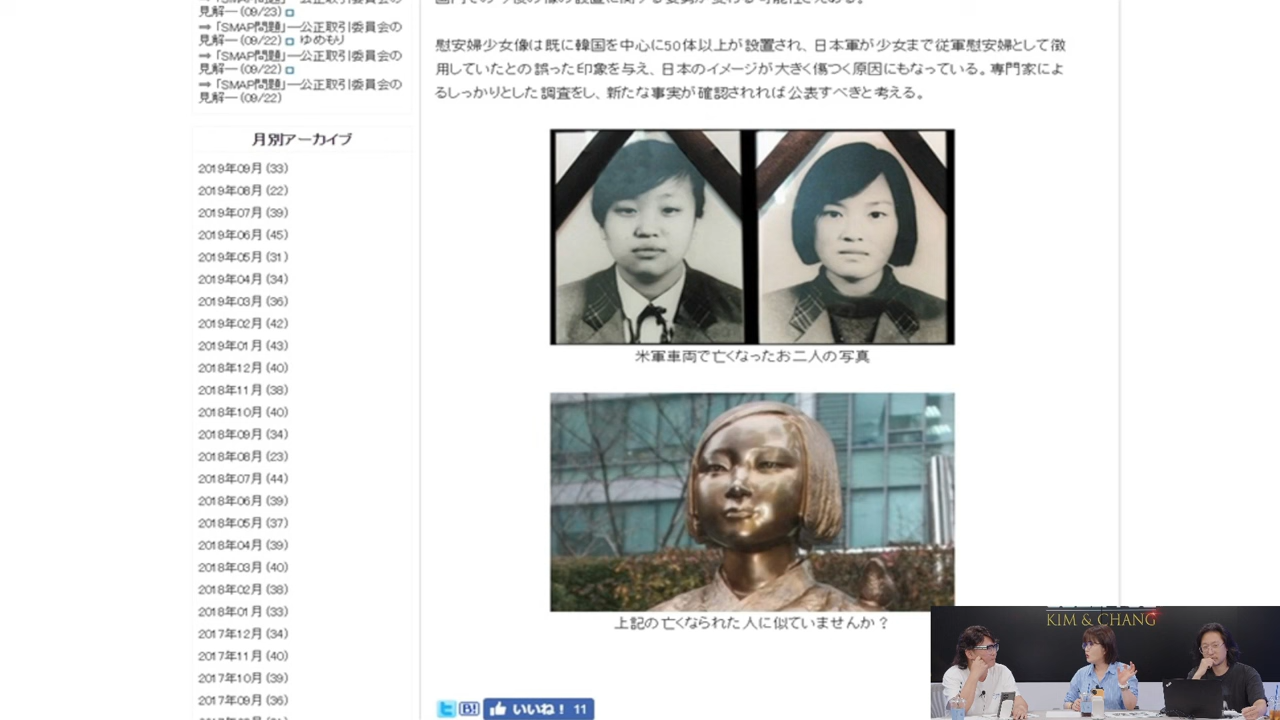 見解―(09/23)
⇒「SMAP問題」―公正取引委員会の
見解―(09/22) ゆめもり
⇒「SMAP問題」―公正取引委員会の
見解―(09/22)
⇒「SMAP問題」―公正取引委員会の
見解―(09/22)
月別アーカイブ
2019年09月 (33)
2019年08月 (22)
2019年07月 (39)
2019年06月 (45)
2019年05月 (31)
2019年04月 (34)
2019年03月 (36)
2019年02月 (42)
2019年01月 (43)
2018年12月 (40)
2018年11月 (38)
2018年10月 (40)
2018年09月 (34)
2018年08月 (23)
2018年07月 (44)
2018年06月 (39)
2018年05月 (37)
2018年04月 (39)
2018年03月 (40)
2018年02月 (38)
2018年01月 (33)
2017年12月 (34)
2017年11月 (40)
2017年10月 (39)
2017年09月 (36)
慰安婦少女像は既に韓国を中心に50体以上が設置され、日本軍が少女まで従軍慰安婦として徴
用していたとの誤った印象を与え、日本のイメージが大きく傷つく原因にもなっている。専門家によ
るしっかりとした調査をし、新たな事実が確認されれば公表すべきと考える。
米軍車両で亡くなったお二人の写真
上記の亡くなられた人に似ていませんか？
B!
いいね！ 11
KIM & CHANG